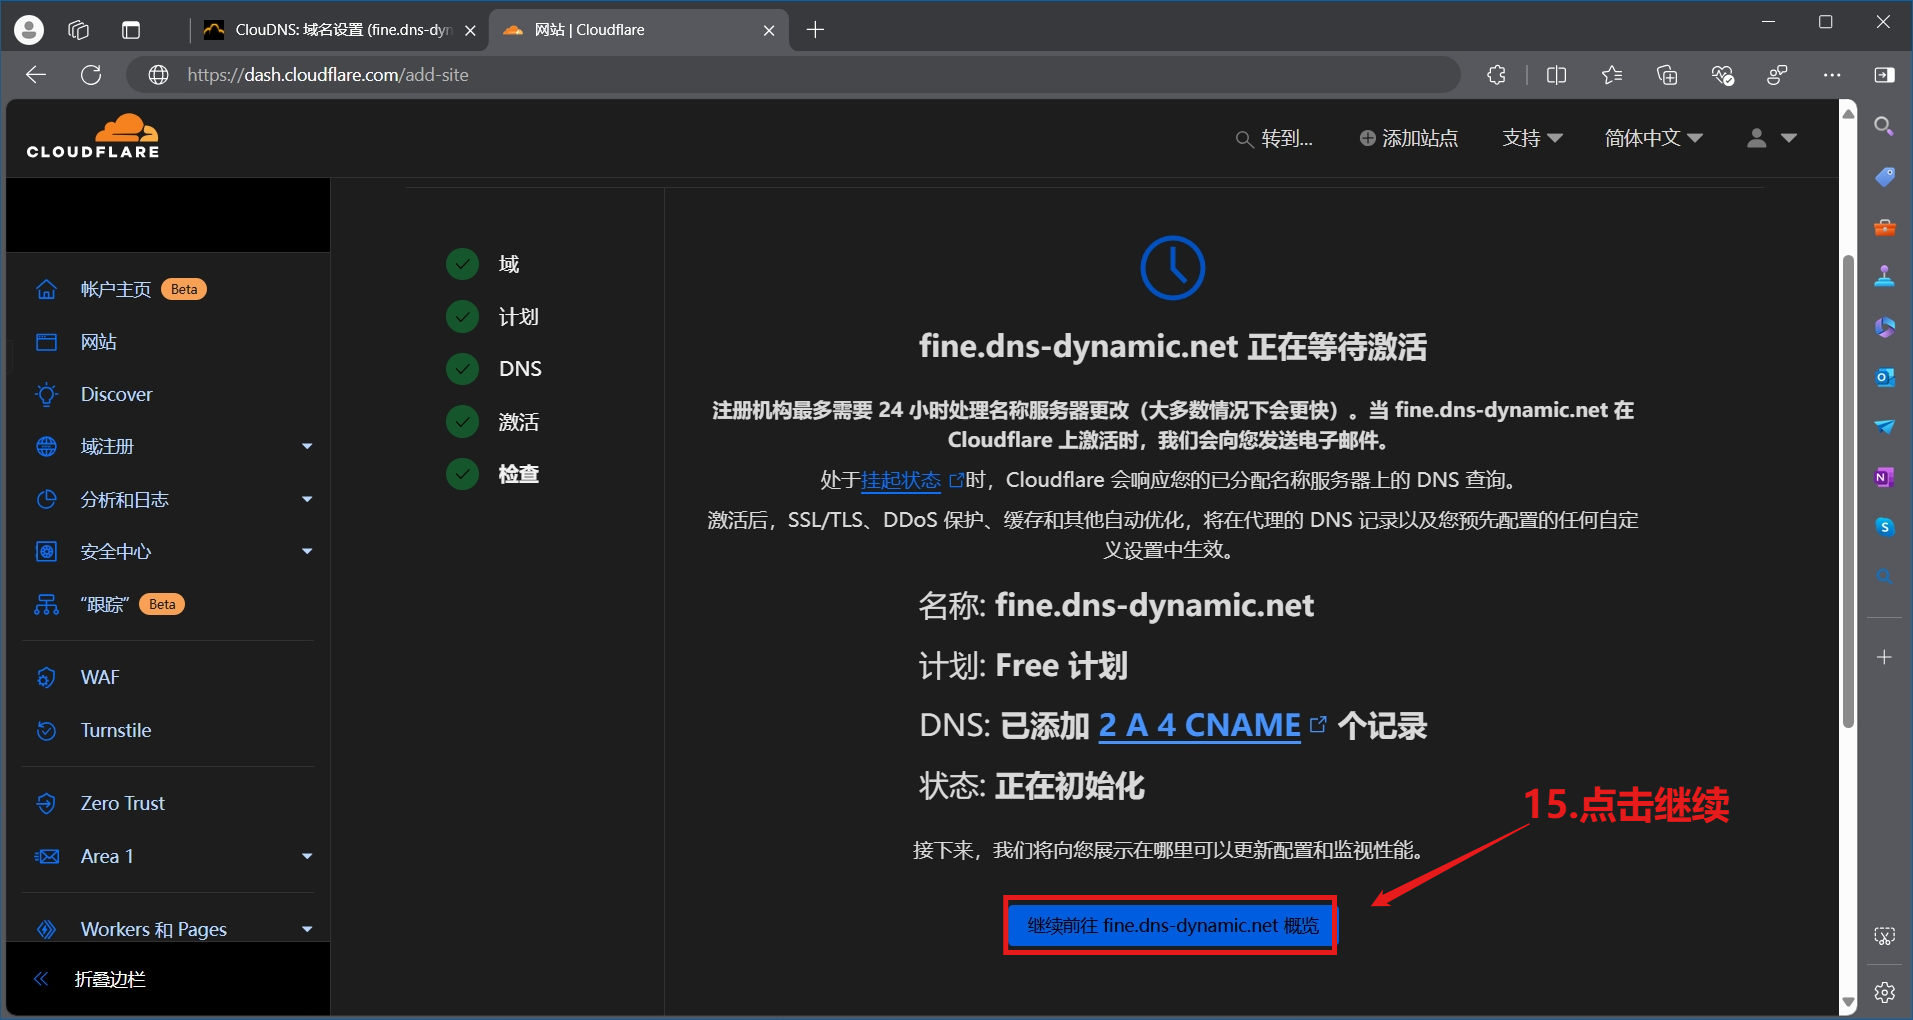 ClouDNS: 域名设置 (fine.dns-dyn
网站 | Cloudflare
https://dash.cloudflare.com/add-site
CLOUDFLARE
转到...
添加站点
支持
简体中文
帐户主页 Beta
网站
Discover
域注册
分析和日志
安全中心
“跟踪” Beta
WAF
Turnstile
Zero Trust
Area 1
Workers 和 Pages
折叠边栏
域
计划
DNS
激活
检查
fine.dns-dynamic.net 正在等待激活
注册机构最多需要 24 小时处理名称服务器更改（大多数情况下会更快）。当 fine.dns-dynamic.net 在
Cloudflare 上激活时，我们会向您发送电子邮件。
处于挂起状态时，Cloudflare 会响应您的已分配名称服务器上的 DNS 查询。
激活后，SSL/TLS、DDoS 保护、缓存和其他自动优化，将在代理的 DNS 记录以及您预先配置的任何自定
义设置中生效。
名称: fine.dns-dynamic.net
计划: Free 计划
DNS: 已添加 2 A 4 CNAME 个记录
状态: 正在初始化
15.点击继续
接下来，我们将向您展示在哪里可以更新配置和监视性能。
继续前往 fine.dns-dynamic.net 概览